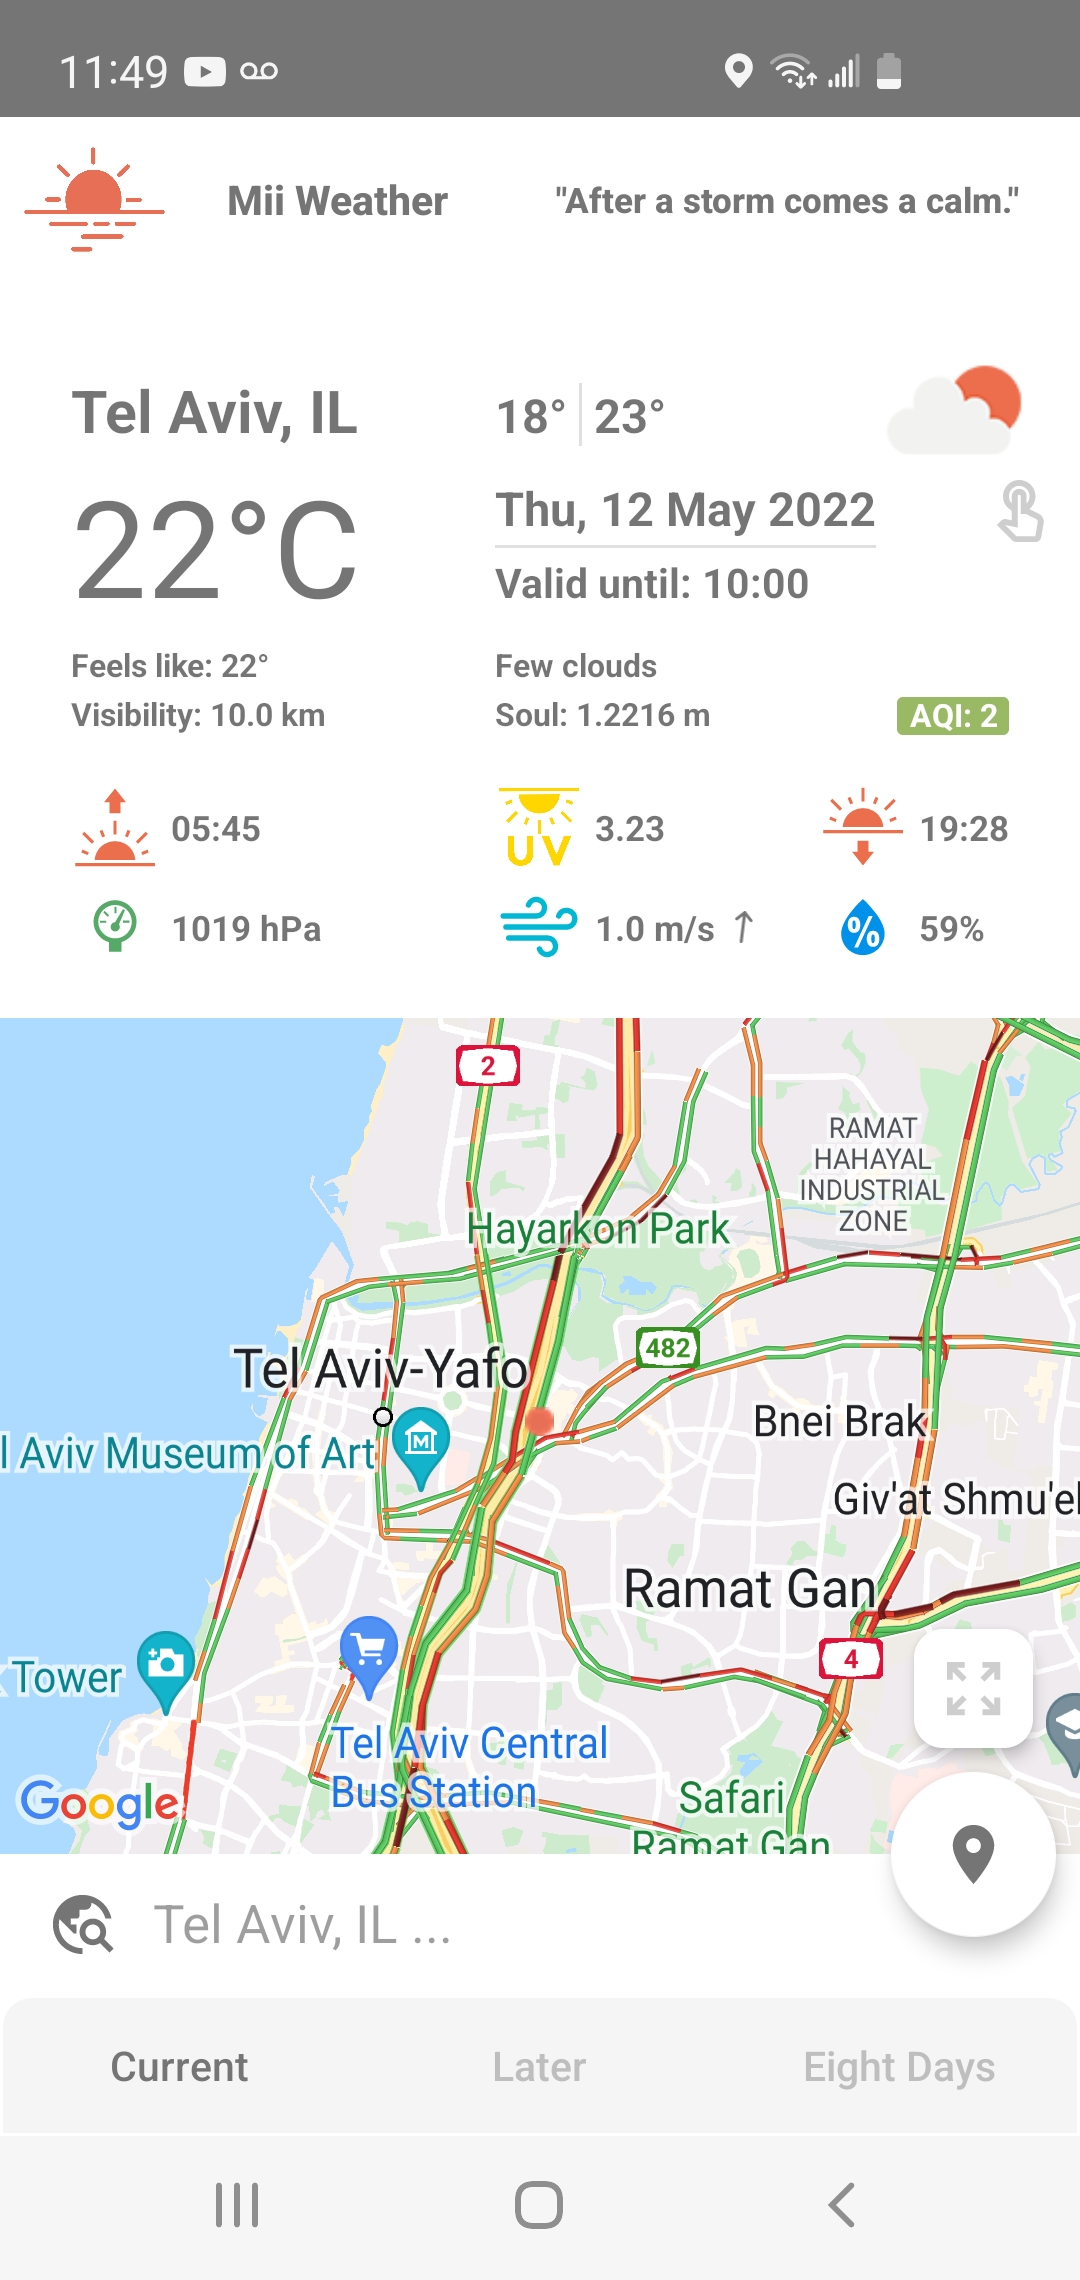 11:49
Mii Weather
"After a storm comes a calm."
Tel Aviv, IL
18° 23°
22°C
Thu, 12 May 2022
Valid until: 10:00
Feels like: 22°
Few clouds
Visibility: 10.0 km
Soul: 1.2216 m
AQI: 2
05:45
UV
3.23
19:28
1019 hPa
1.0 m/s ↑
%
59%
2
RAMAT
HAHAYAL
INDUSTRIAL
ZONE
Hayarkon Park
482
Tel Aviv-Yafo
Bnei Brak
l Aviv Museum of Art
M
Giv'at Shmu'el
Ramat Gan
4
Tower
Tel Aviv Central
Bus Station
Safari
Ramat Gan
Google
Tel Aviv, IL ...
Current
Later
Eight Days